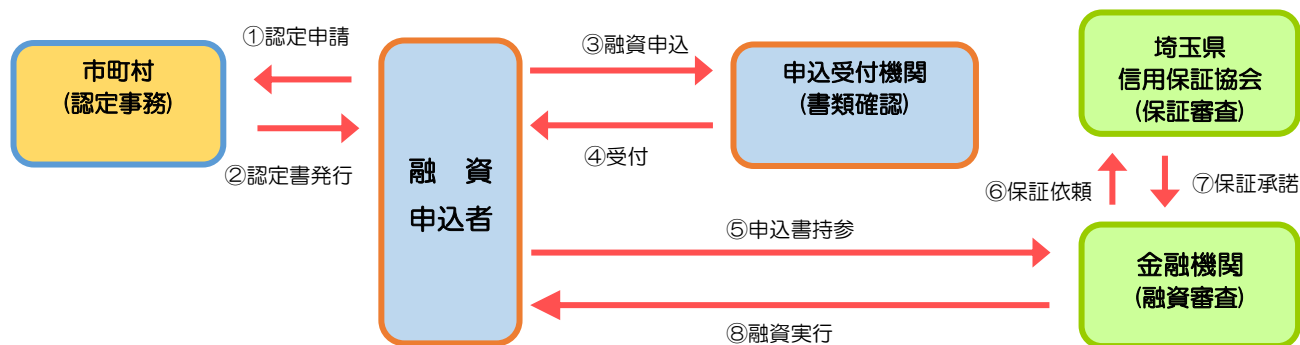 ①認定申請
市町村
(認定事務)
②認定書発行
融 資
申込者
③融資申込
申込受付機関
(書類確認)
④受付
埼玉県
信用保証協会
(保証審査)
⑥保証依頼
⑦保証承諾
⑤申込書持参
金融機関
(融資審査)
⑧融資実行